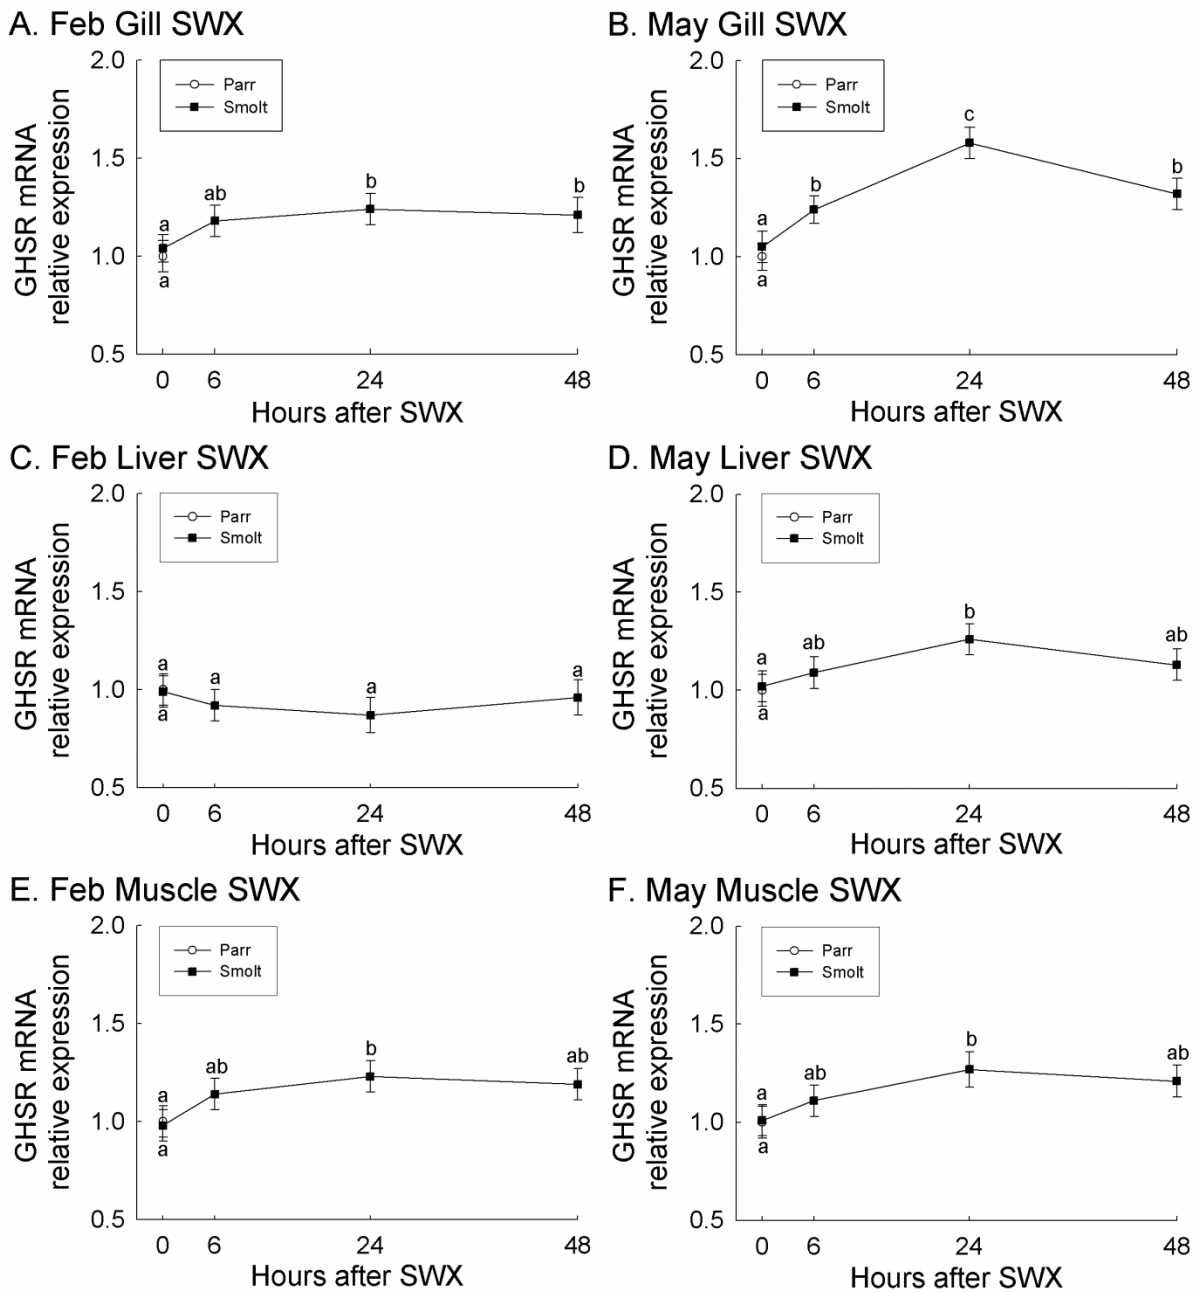 A. Feb Gill SWX
GHSR mRNA
relative expression
2.0
1.5
1.0
0.5
Parr
Smolt
a
a
ab
b
b
0 6 24 48
Hours after SWX
B. May Gill SWX
GHSR mRNA
relative expression
2.0
1.5
1.0
0.5
Parr
Smolt
a
a
b
c
b
0 6 24 48
Hours after SWX
C. Feb Liver SWX
GHSR mRNA
relative expression
2.0
1.5
1.0
0.5
Parr
Smolt
a
a
a
a
a
0 6 24 48
Hours after SWX
D. May Liver SWX
GHSR mRNA
relative expression
2.0
1.5
1.0
0.5
Parr
Smolt
a
a
ab
b
ab
0 6 24 48
Hours after SWX
E. Feb Muscle SWX
GHSR mRNA
relative expression
2.0
1.5
1.0
0.5
Parr
Smolt
a
a
ab
b
ab
0 6 24 48
Hours after SWX
F. May Muscle SWX
GHSR mRNA
relative expression
2.0
1.5
1.0
0.5
Parr
Smolt
a
a
ab
b
ab
0 6 24 48
Hours after SWX